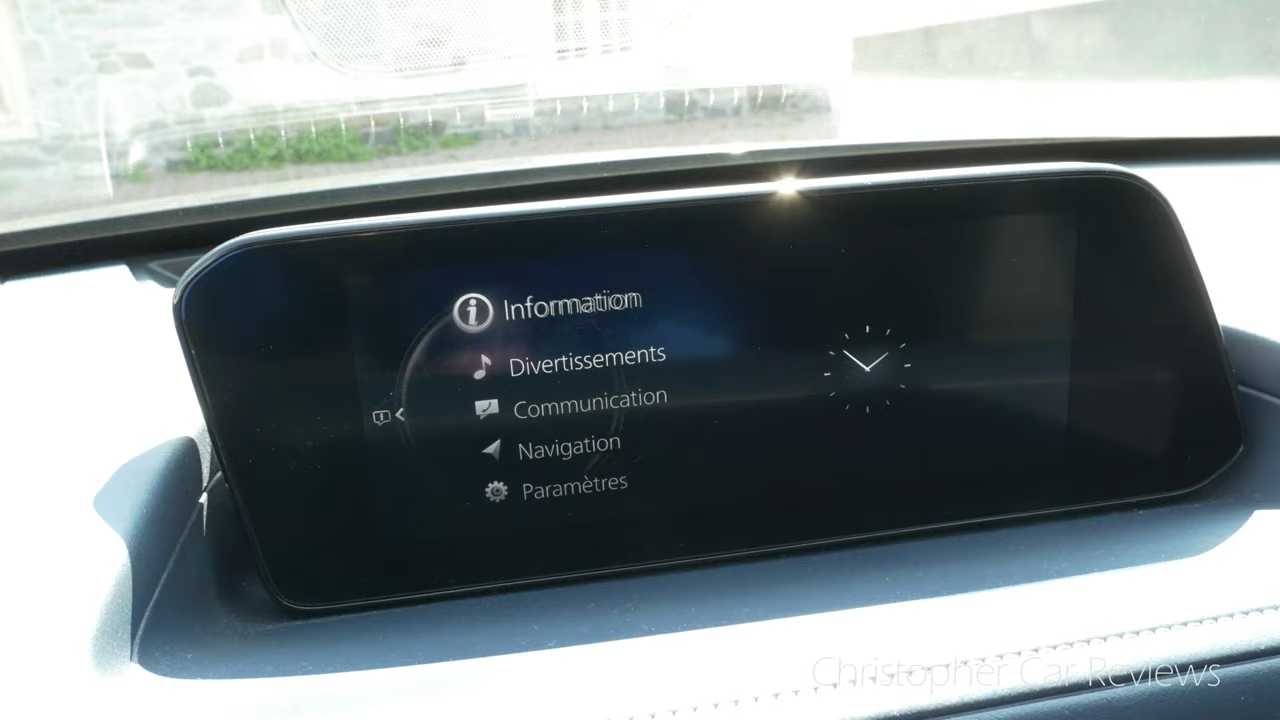 Information
Divertissements
Communication
Navigation
Paramètres
Christopher Car Reviews